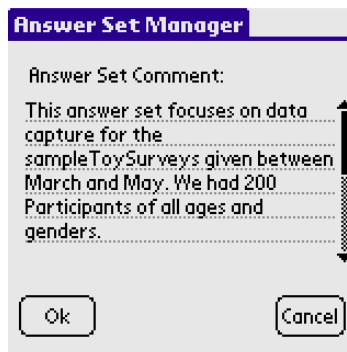 Answer Set Manager
Answer Set Comment:
This answer set focuses on data
capture for the
sampleToySurveys given between
March and May. We had 200
Participants of all ages and
genders.
Ok
Cancel